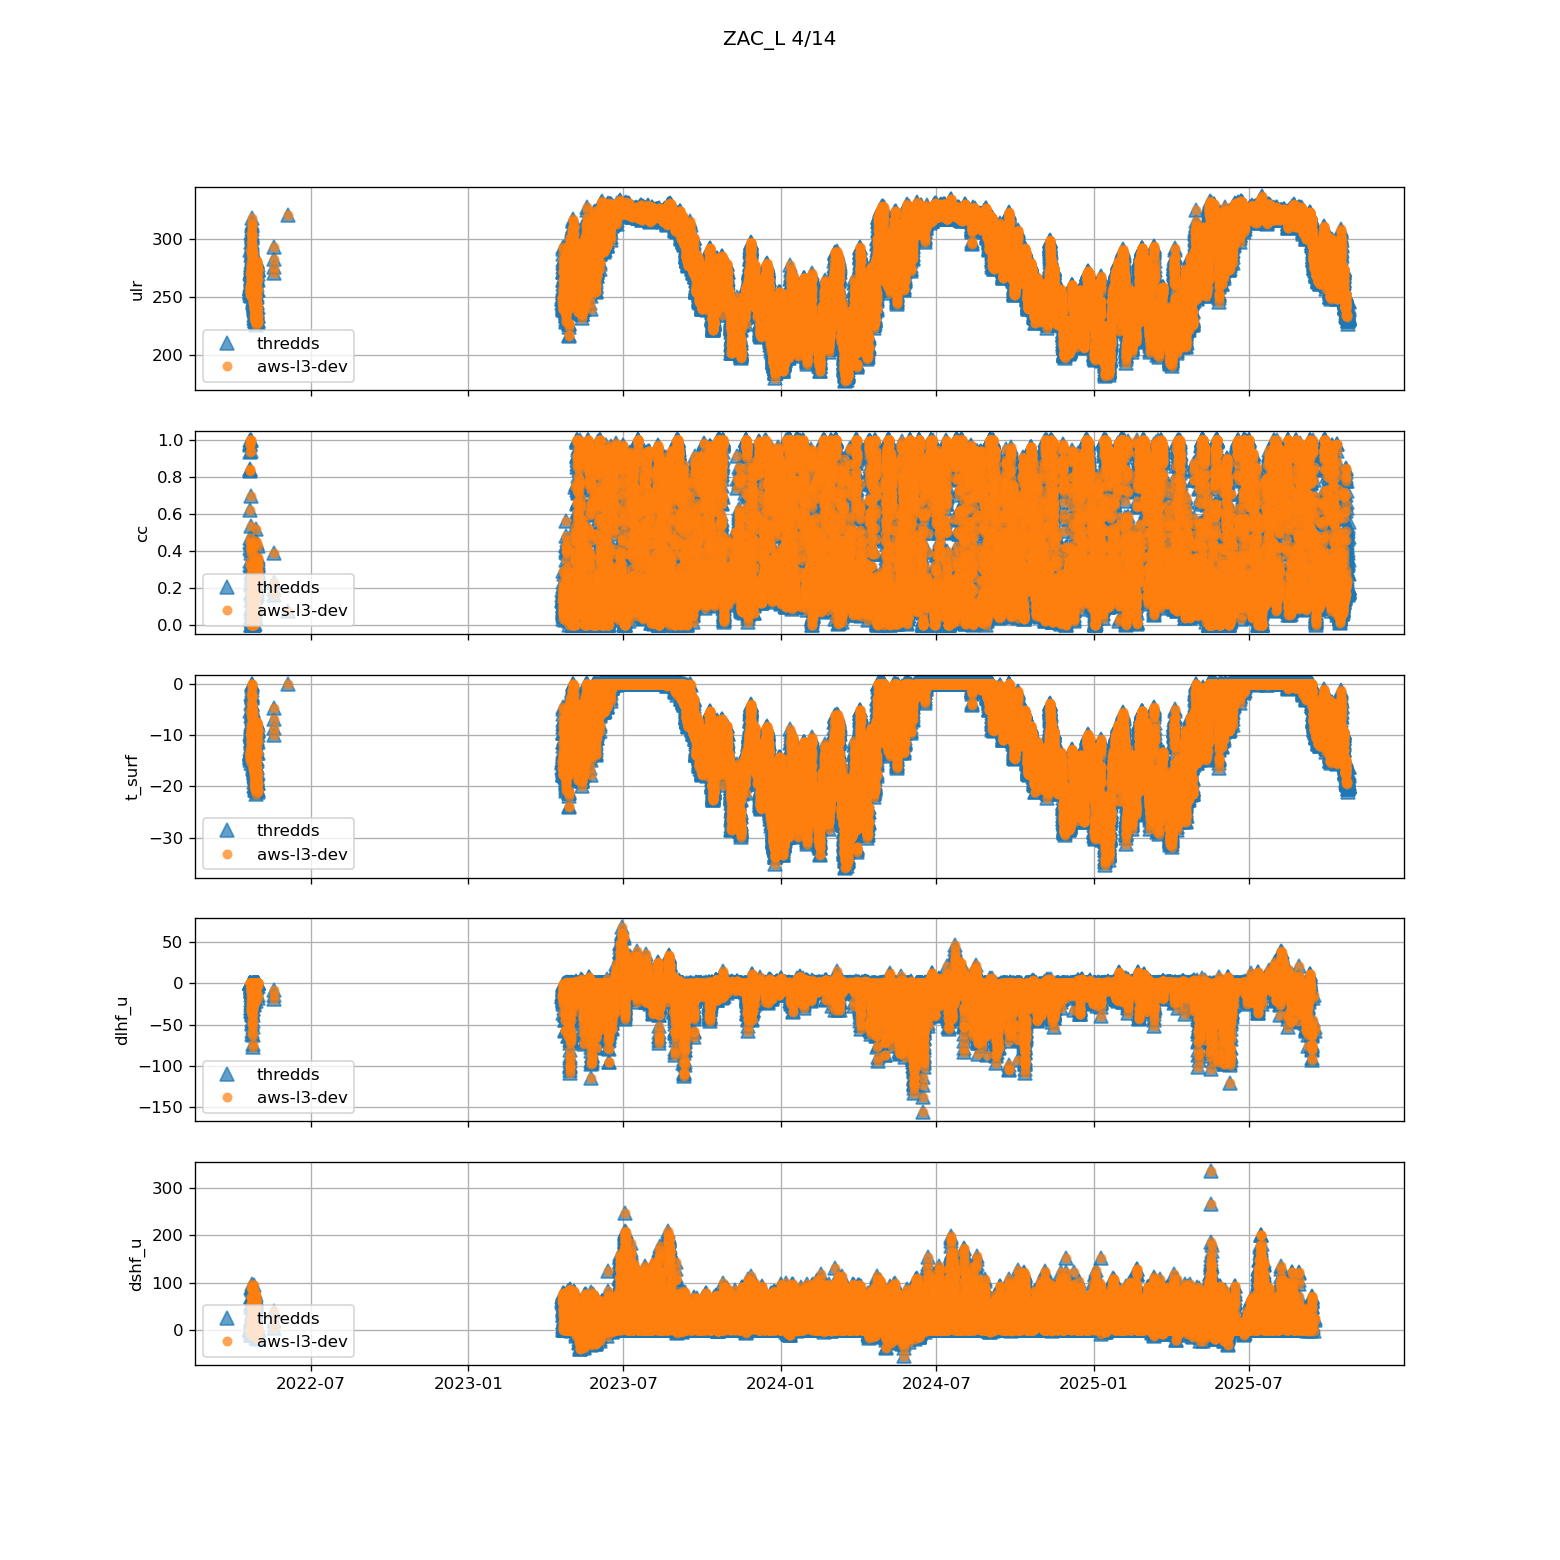 ZAC_L 4/14
300
250
200
ulr
thredds
aws-l3-dev
1.0
0.8
0.6
0.4
0.2
0.0
cc
thredds
aws-l3-dev
0
−10
−20
−30
t_surf
thredds
aws-l3-dev
50
0
−50
−100
−150
dlhf_u
thredds
aws-l3-dev
300
200
100
0
dshf_u
thredds
aws-l3-dev
2022-07 2023-01 2023-07 2024-01 2024-07 2025-01 2025-07